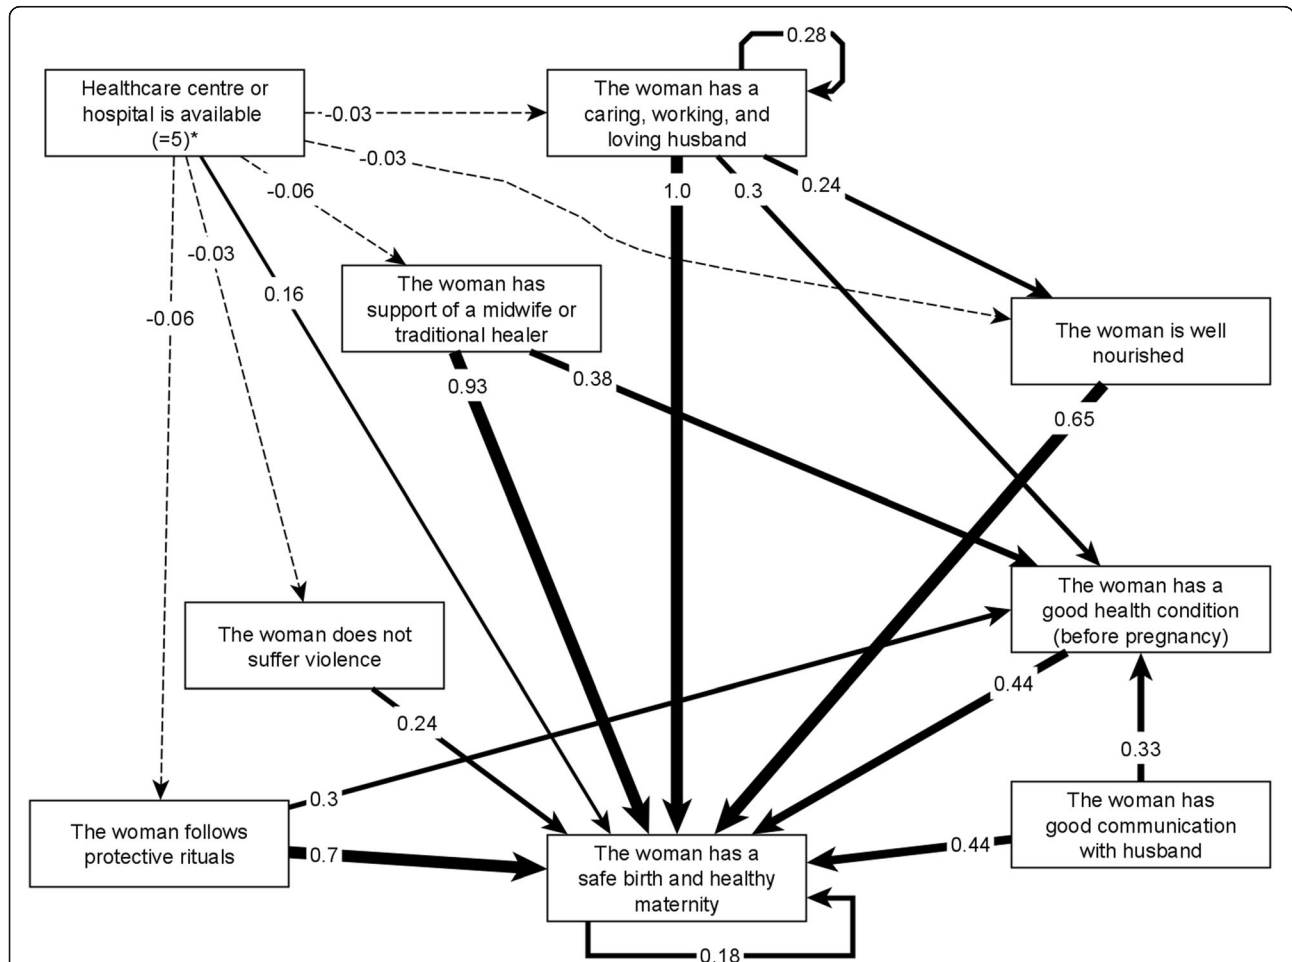 0.28
Healthcare centre or
hospital is available
(=5)*
The woman has a
caring, working, and
loving husband
-0.03
-0.03
-0.06
1.0
0.3
0.24
-0.03
0.16
-0.06
The woman has
support of a midwife or
traditional healer
The woman is well
nourished
0.93
0.38
0.65
The woman has a
good health condition
(before pregnancy)
The woman does not
suffer violence
0.44
0.24
0.33
0.3
The woman has
good communication
with husband
The woman follows
protective rituals
0.7
0.44
The woman has a
safe birth and healthy
maternity
0.18